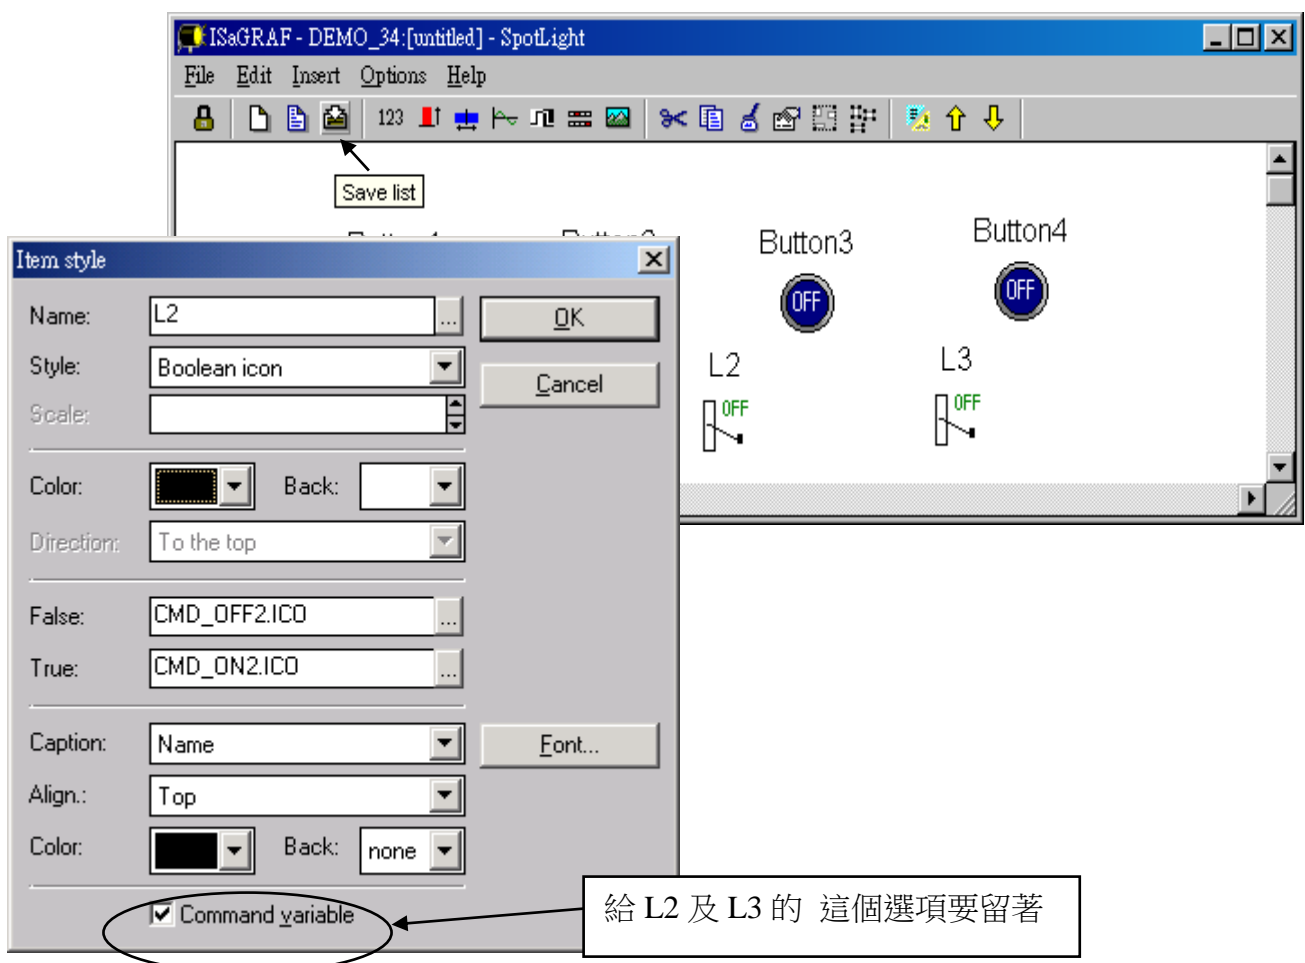 ISaGRAF - DEMO_34:[untitled] - SpotLight
File Edit Insert Options Help
123
Save list
Button3
Button4
OFF
OFF
L2
L3
OFF
OFF
Item style
Name: L2 ... OK
Style: Boolean icon Cancel
Scale:
Color: Back:
Direction: To the top
False: CMD_OFF2.ICO ...
True: CMD_ON2.ICO ...
Caption: Name Font...
Align.: Top
Color: Back: none
Command variable
給 L2 及 L3 的 這個選項要留著